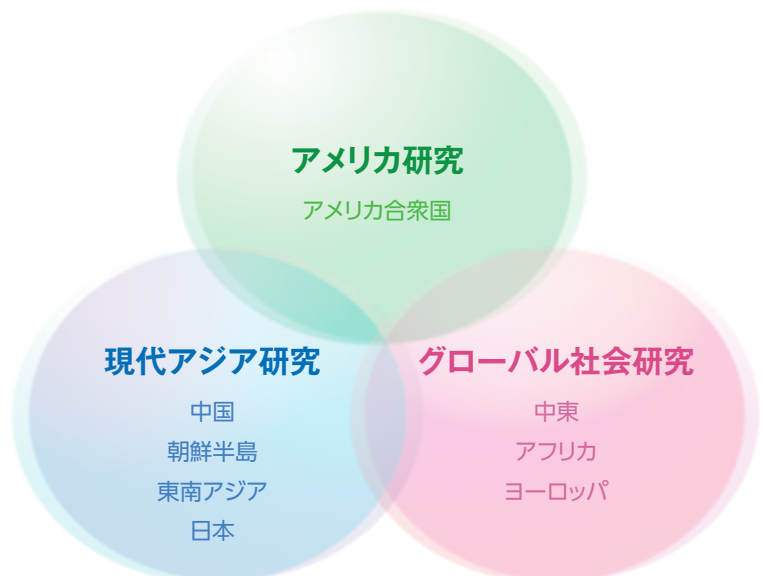 アメリカ研究
アメリカ合衆国
現代アジア研究
中国
朝鮮半島
東南アジア
日本
グローバル社会研究
中東
アフリカ
ヨーロッパ